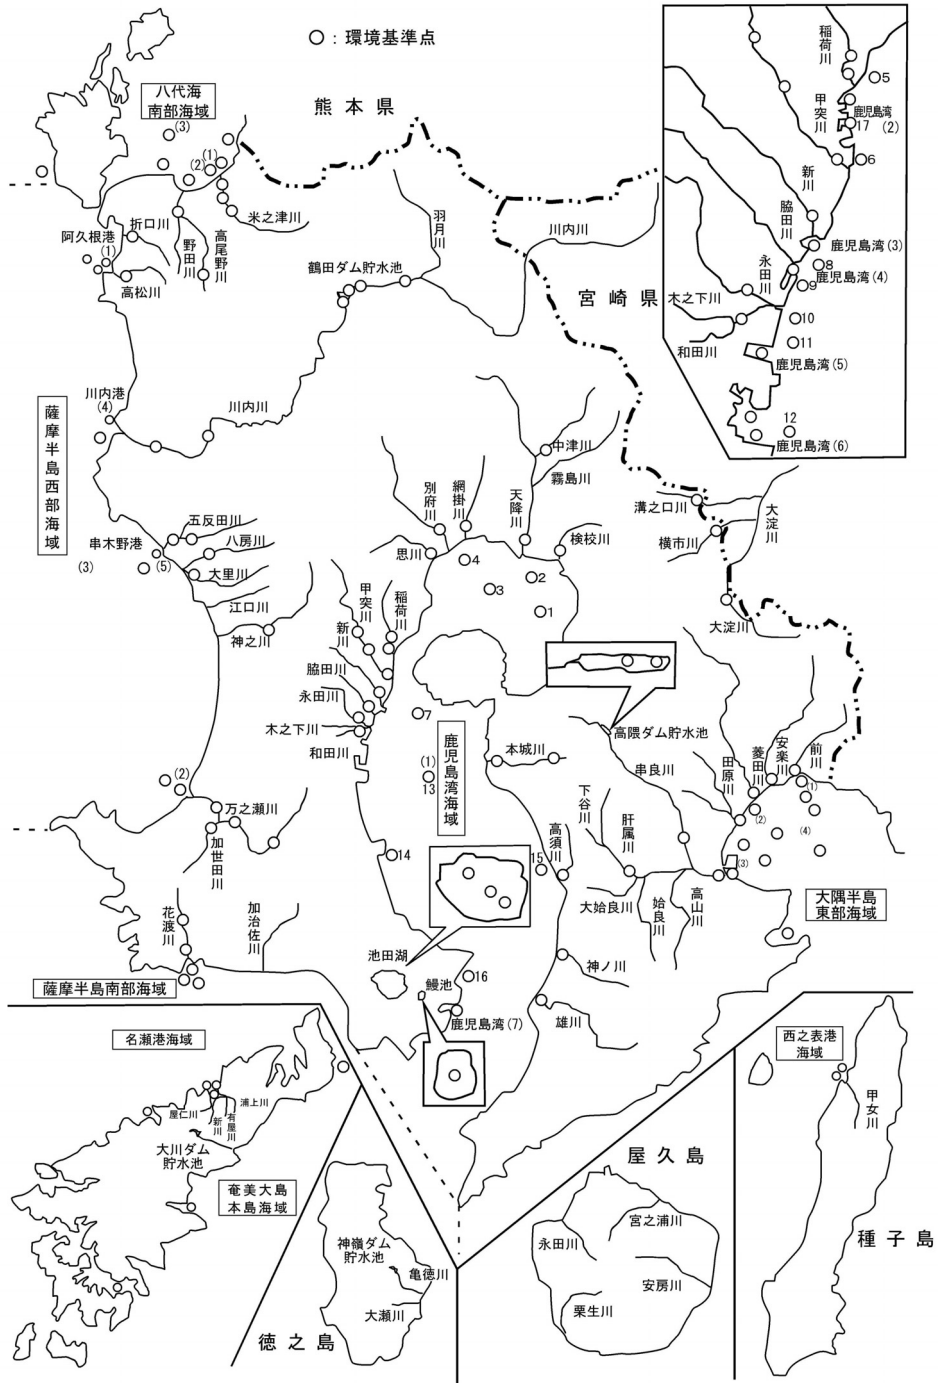 ○：環境基準点
八代海
南部海域
(3)
熊本県
(1)
(2)
米之津川
折口川
野田川
高尾野川
阿久根港
(1)
高松川
羽月川
川内川
鶴田ダム貯水池
宮崎県
稲荷川
5
甲突川
鹿児島湾
17
(2)
6
新川
脇田川
鹿児島湾(3)
8
永田川
鹿児島湾(4)
9
木之下川
10
和田川
11
鹿児島湾(5)
12
鹿児島湾(6)
薩摩半島西部海域
川内港
(4)
川内川
五反田川
串木野港
八房川
(3)
(5)
大里川
江口川
神之川
中津川
霧島川
別府川
網掛川
天降川
検校川
思川
4
3
2
1
溝之口川
大淀川
横市川
大淀川
甲突川
稲荷川
新川
脇田川
永田川
木之下川
和田川
7
鹿児島湾海域
(1)
13
14
15
本城川
高隈ダム貯水池
串良川
下谷川
肝属川
高須川
大姶良川
姶良川
高山川
田原川
菱田川
安楽川
前川
(1)
(2)
(4)
(3)
大隅半島
東部海域
(2)
万之瀬川
加世田川
花渡川
加治佐川
薩摩半島南部海域
池田湖
鰻池
16
鹿児島湾(7)
神ノ川
雄川
名瀬港海域
屋仁川
新川
有屋川
浦上川
大川ダム
貯水池
奄美大島
本島海域
神嶺ダム
貯水池
亀徳川
大瀬川
徳之島
屋久島
宮之浦川
永田川
安房川
栗生川
西之表港
海域
甲女川
種子島